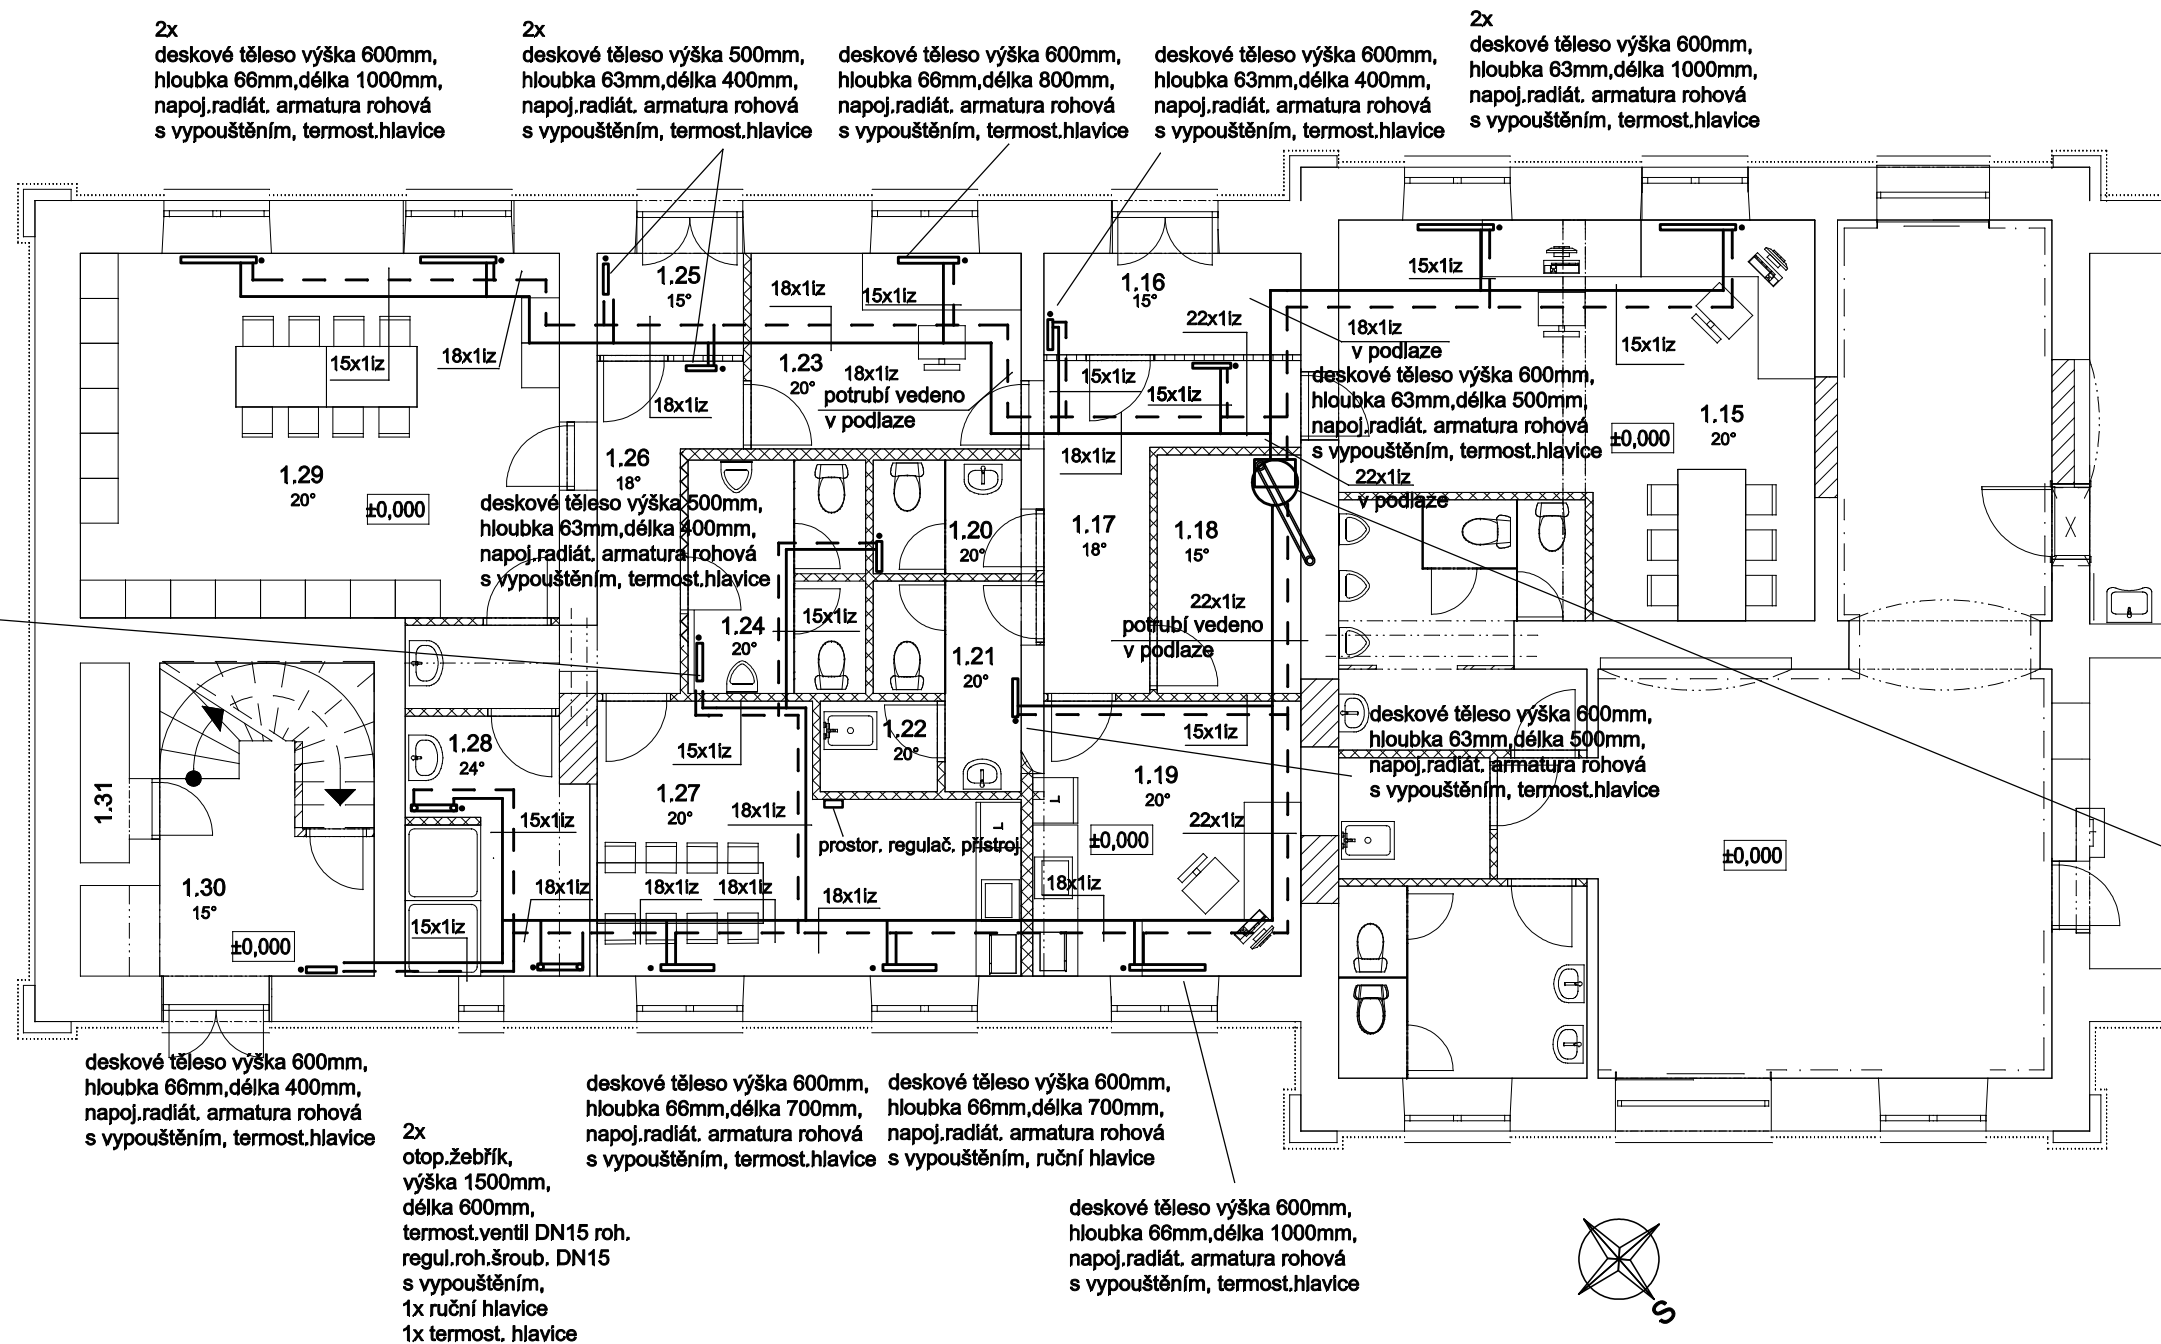 2x
deskové těleso výška 600mm,
hloubka 66mm,délka 1000mm,
napoj.radiát. armatura rohová
s vypouštěním, termost.hlavice
2x
deskové těleso výška 500mm,
hloubka 63mm,délka 400mm,
napoj.radiát. armatura rohová
s vypouštěním, termost.hlavice
deskové těleso výška 600mm,
hloubka 66mm,délka 800mm,
napoj.radiát. armatura rohová
s vypouštěním, termost.hlavice
deskové těleso výška 600mm,
hloubka 63mm,délka 400mm,
napoj.radiát. armatura rohová
s vypouštěním, termost.hlavice
2x
deskové těleso výška 600mm,
hloubka 63mm,délka 1000mm,
napoj.radiát. armatura rohová
s vypouštěním, termost.hlavice
1.25
15°
18x1iz
15x1iz
1.16
15°
22x1iz
18x1iz
v podlaze
15x1iz
15x1iz
15x1iz
18x1iz
18x1iz
1.23
20°
18x1iz
potrubí vedeno
v podlaze
15x1iz
15x1iz
deskové těleso výška 600mm,
hloubka 63mm,délka 500mm,
napoj.radiát. armatura rohová
s vypouštěním, termost.hlavice
±0,000
1.15
20°
1.29
20°
±0,000
1.26
18°
deskové těleso výška 500mm,
hloubka 63mm,délka 400mm,
napoj.radiát. armatura rohová
s vypouštěním, termost.hlavice
18x1iz
22x1iz
v podlaze
1.20
20°
1.17
18°
1.18
15°
1.24
20°
15x1iz
1.21
20°
22x1iz
potrubí vedeno
v podlaze
1.28
24°
15x1iz
1.22
20°
15x1iz
deskové těleso výška 600mm,
hloubka 63mm,délka 500mm,
napoj.radiát. armatura rohová
s vypouštěním, termost.hlavice
1.31
1.27
20°
18x1iz
1.19
20°
15x1iz
prostor. regulač. přístroj
±0,000
22x1iz
±0,000
1.30
15°
18x1iz
18x1iz
18x1iz
18x1iz
18x1iz
15x1iz
±0,000
deskové těleso výška 600mm,
hloubka 66mm,délka 400mm,
napoj.radiát. armatura rohová
s vypouštěním, termost.hlavice
2x
otop.žebřík,
výška 1500mm,
délka 600mm,
termost.ventil DN15 roh.
regul.roh.šroub. DN15
s vypouštěním,
1x ruční hlavice
1x termost. hlavice
deskové těleso výška 600mm,
hloubka 66mm,délka 700mm,
napoj.radiát. armatura rohová
s vypouštěním, termost.hlavice
deskové těleso výška 600mm,
hloubka 66mm,délka 700mm,
napoj.radiát. armatura rohová
s vypouštěním, ruční hlavice
deskové těleso výška 600mm,
hloubka 66mm,délka 1000mm,
napoj.radiát. armatura rohová
s vypouštěním, termost.hlavice
S